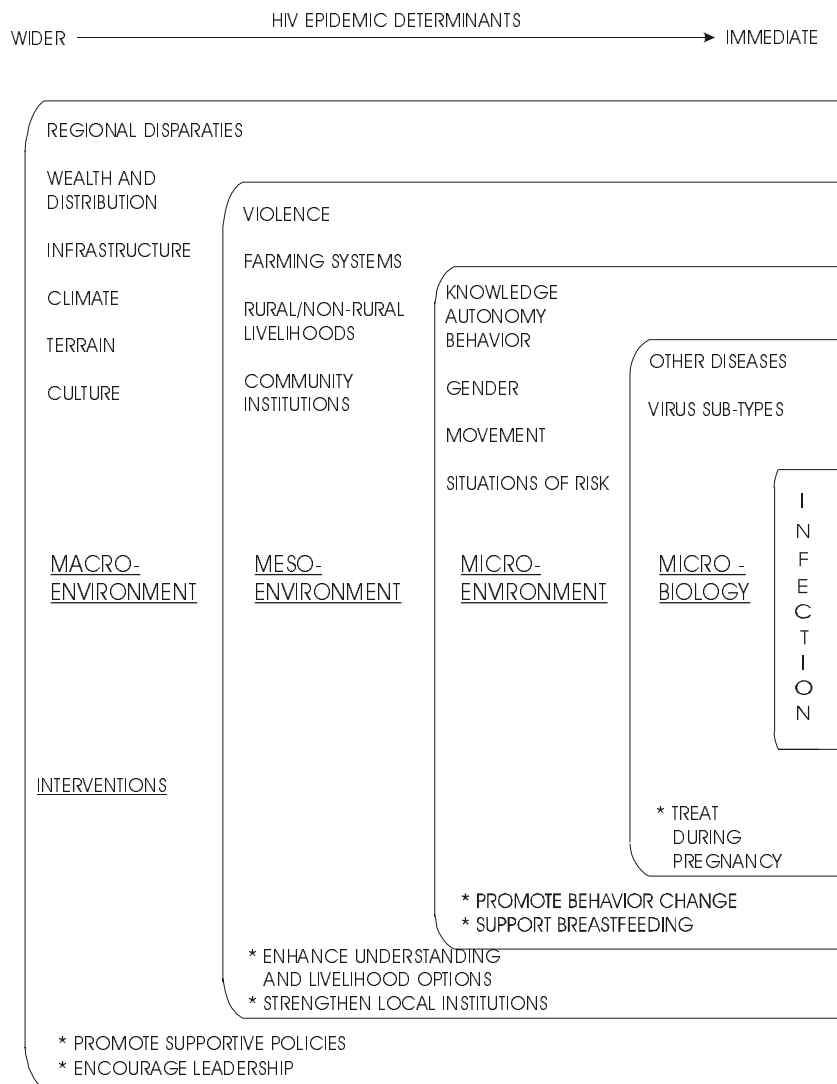 HIV EPIDEMIC DETERMINANTS
WIDER
IMMEDIATE
REGIONAL DISPARATIES
WEALTH AND
DISTRIBUTION
INFRASTRUCTURE
CLIMATE
TERRAIN
CULTURE
MACRO-
ENVIRONMENT
VIOLENCE
FARMING SYSTEMS
RURAL/NON-RURAL
LIVELIHOODS
COMMUNITY
INSTITUTIONS
MESO-
ENVIRONMENT
KNOWLEDGE
AUTONOMY
BEHAVIOR
GENDER
MOVEMENT
SITUATIONS OF RISK
MICRO-
ENVIRONMENT
OTHER DISEASES
VIRUS SUB-TYPES
MICRO -
BIOLOGY
INFECTION
INTERVENTIONS
* TREAT
DURING
PREGNANCY
* PROMOTE BEHAVIOR CHANGE
* SUPPORT BREASTFEEDING
* ENHANCE UNDERSTANDING
AND LIVELIHOOD OPTIONS
* STRENGTHEN LOCAL INSTITUTIONS
* PROMOTE SUPPORTIVE POLICIES
* ENCOURAGE LEADERSHIP